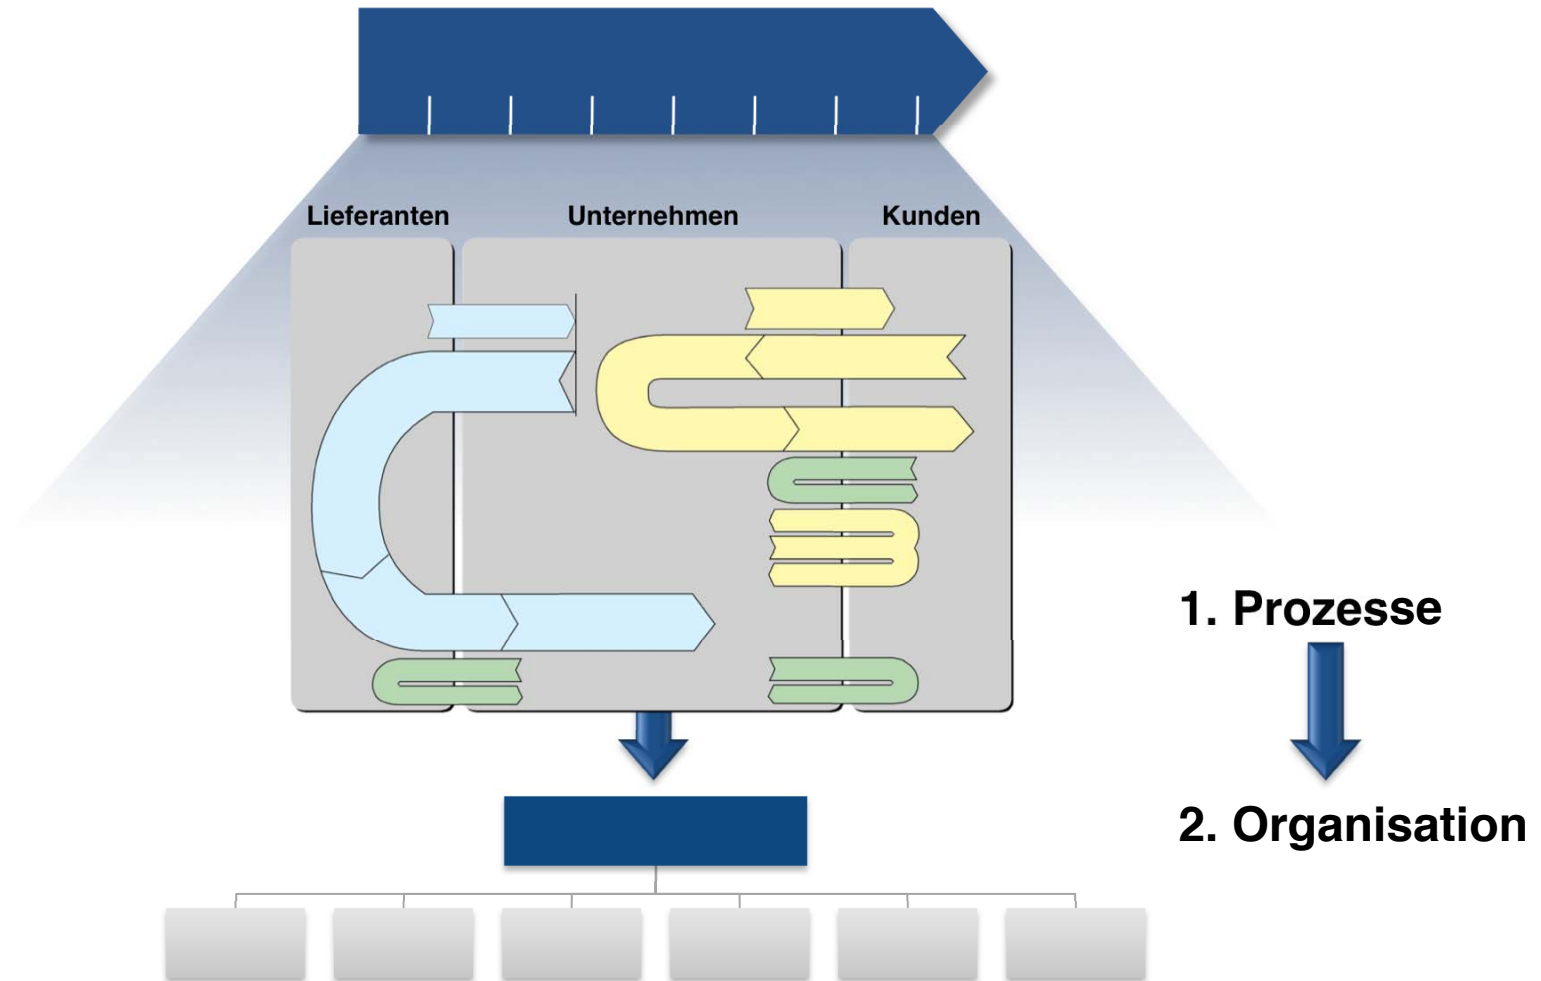 Lieferanten
Unternehmen
Kunden
1. Prozesse
2. Organisation